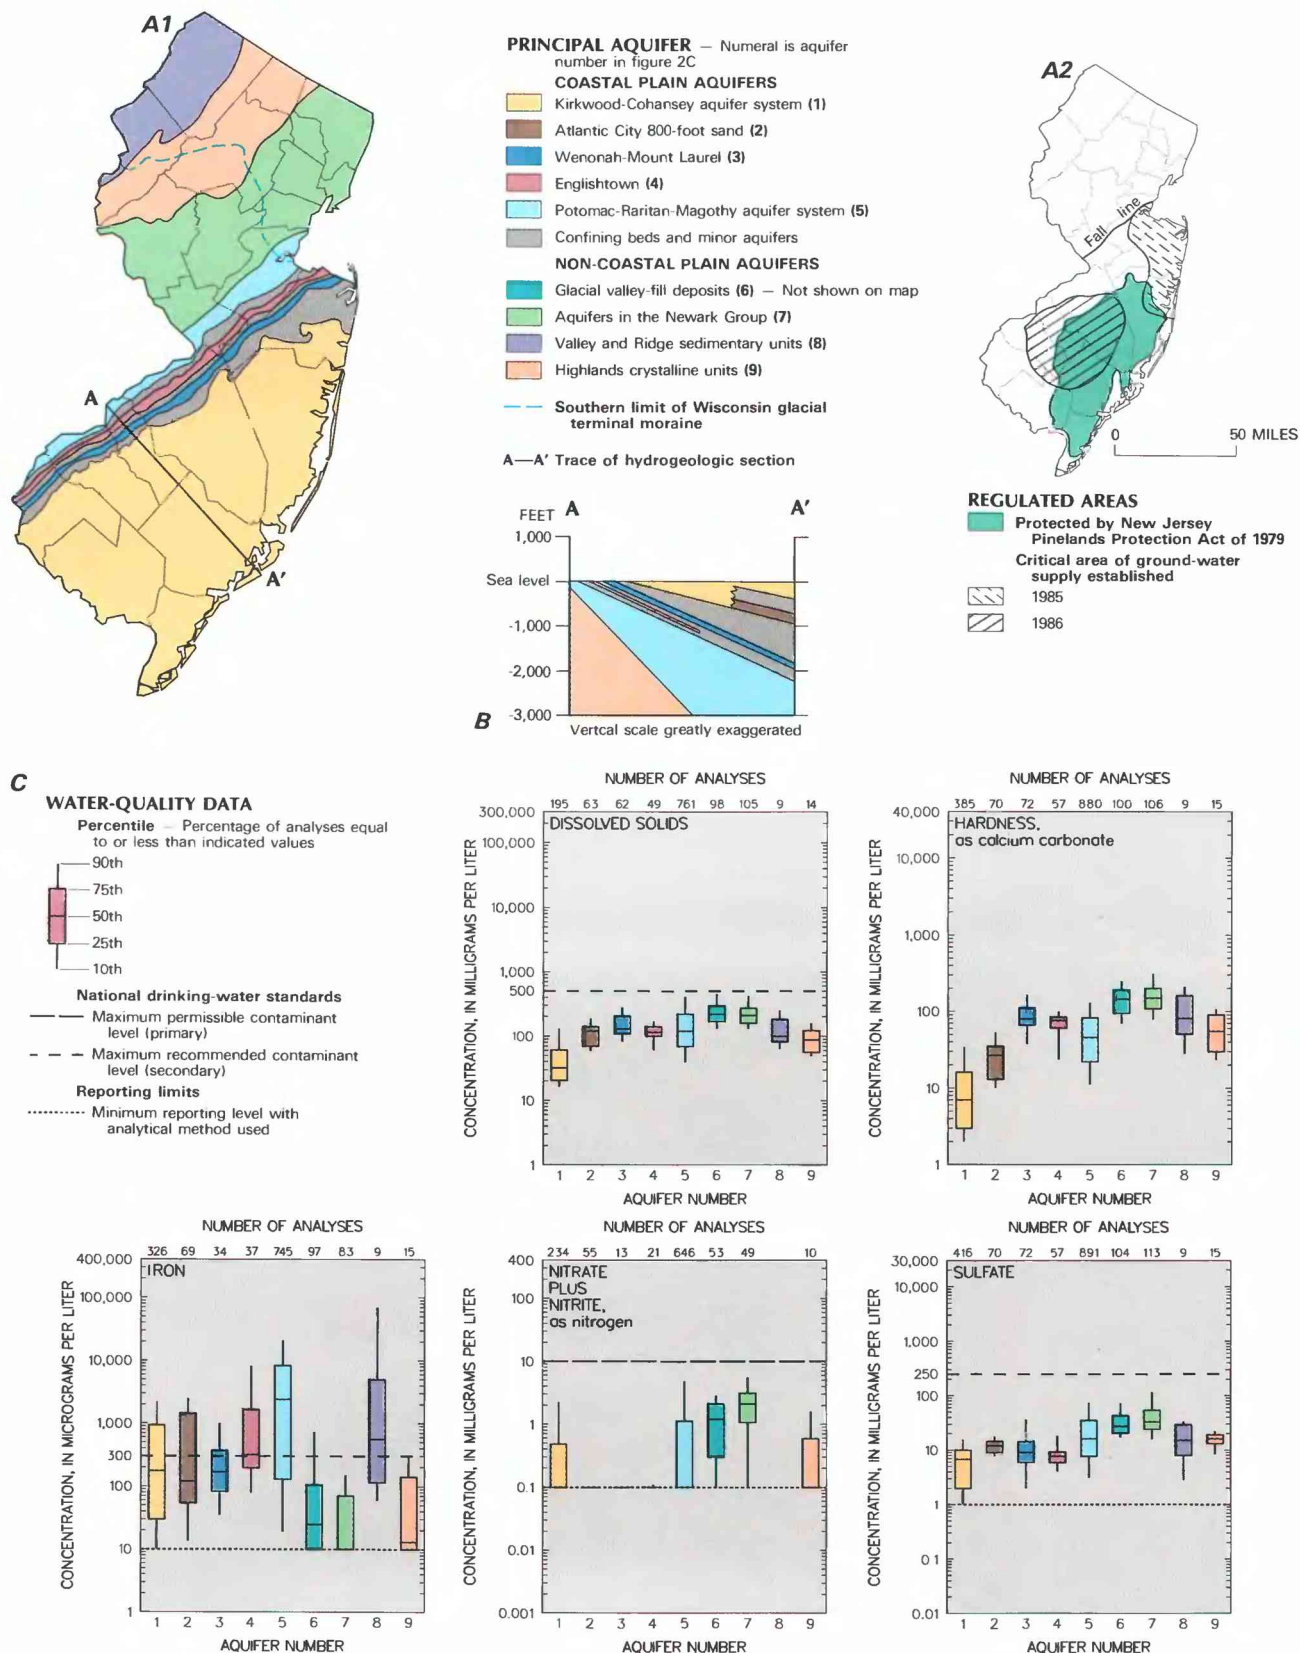 A1
A
A'
PRINCIPAL AQUIFER — Numeral is aquifer
number in figure 2C
COASTAL PLAIN AQUIFERS
Kirkwood-Cohansey aquifer system (1)
Atlantic City 800-foot sand (2)
Wenonah-Mount Laurel (3)
Englishtown (4)
Potomac-Raritan-Magothy aquifer system (5)
Confining beds and minor aquifers
NON-COASTAL PLAIN AQUIFERS
Glacial valley-fill deposits (6) — Not shown on map
Aquifers in the Newark Group (7)
Valley and Ridge sedimentary units (8)
Highlands crystalline units (9)
Southern limit of Wisconsin glacial
terminal moraine
A—A' Trace of hydrogeologic section
A2
Fall line
0 50 MILES
REGULATED AREAS
Protected by New Jersey
Pinelands Protection Act of 1979
Critical area of ground-water
supply established
1985
1986
FEET A A'
1,000
Sea level
-1,000
-2,000
-3,000
B
Vertcal scale greatly exaggerated
C
WATER-QUALITY DATA
Percentile — Percentage of analyses equal
to or less than indicated values
90th
75th
50th
25th
10th
National drinking-water standards
Maximum permissible contaminant
level (primary)
Maximum recommended contaminant
level (secondary)
Reporting limits
Minimum reporting level with
analytical method used
NUMBER OF ANALYSES
195 63 62 49 761 98 105 9 14
DISSOLVED SOLIDS
CONCENTRATION, IN MILLIGRAMS PER LITER
300,000
100,000
10,000
1,000
500
100
10
1
1 2 3 4 5 6 7 8 9
AQUIFER NUMBER
NUMBER OF ANALYSES
385 70 72 57 880 100 106 9 15
HARDNESS,
as calcium carbonate
CONCENTRATION, IN MILLIGRAMS PER LITER
40,000
10,000
1,000
100
10
1
1 2 3 4 5 6 7 8 9
AQUIFER NUMBER
NUMBER OF ANALYSES
326 69 34 37 745 97 83 9 15
IRON
CONCENTRATION, IN MICROGRAMS PER LITER
400,000
100,000
10,000
1,000
300
100
10
1
1 2 3 4 5 6 7 8 9
AQUIFER NUMBER
NUMBER OF ANALYSES
234 55 13 21 646 53 49 10
NITRATE
PLUS
NITRITE,
as nitrogen
CONCENTRATION, IN MILLIGRAMS PER LITER
400
100
10
1
0.1
0.01
0.001
1 2 3 4 5 6 7 8 9
AQUIFER NUMBER
NUMBER OF ANALYSES
416 70 72 57 891 104 113 9 15
SULFATE
CONCENTRATION, IN MILLIGRAMS PER LITER
30,000
10,000
1,000
250
100
10
1
0 1
0.01
1 2 3 4 5 6 7 8 9
AQUIFER NUMBER